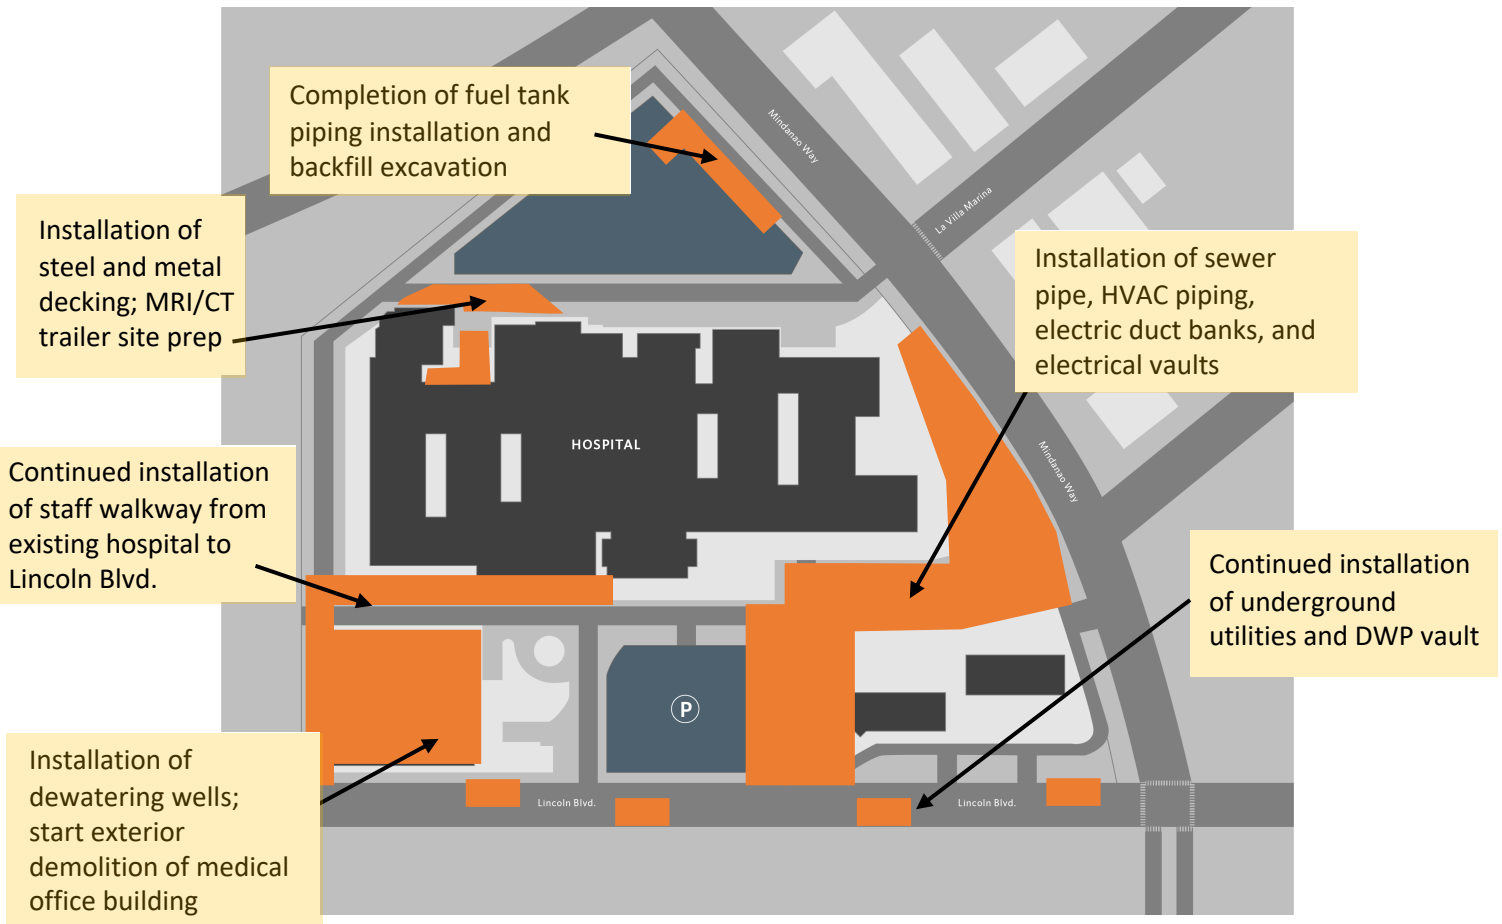 Completion of fuel tank
piping installation and
backfill excavation
Mindanao Way
La Villa Marina
Installation of
steel and metal
decking; MRI/CT
trailer site prep
Installation of sewer
pipe, HVAC piping,
electric duct banks, and
electrical vaults
HOSPITAL
Mindanao Way
Continued installation
of staff walkway from
existing hospital to
Lincoln Blvd.
Continued installation
of underground
utilities and DWP vault
P
Installation of
dewatering wells;
start exterior
demolition of medical
office building
Lincoln Blvd.
Lincoln Blvd.